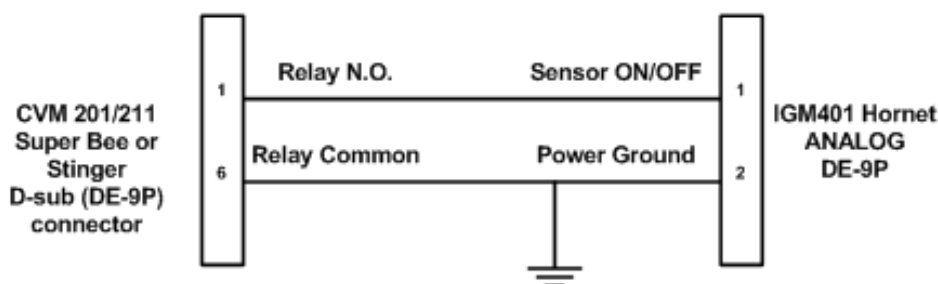 CVM 201/211
Super Bee or
Stinger
D-sub (DE-9P)
connector
1
6
Relay N.O.
Sensor ON/OFF
Relay Common
Power Ground
1
2
IGM401 Hornet
ANALOG
DE-9P